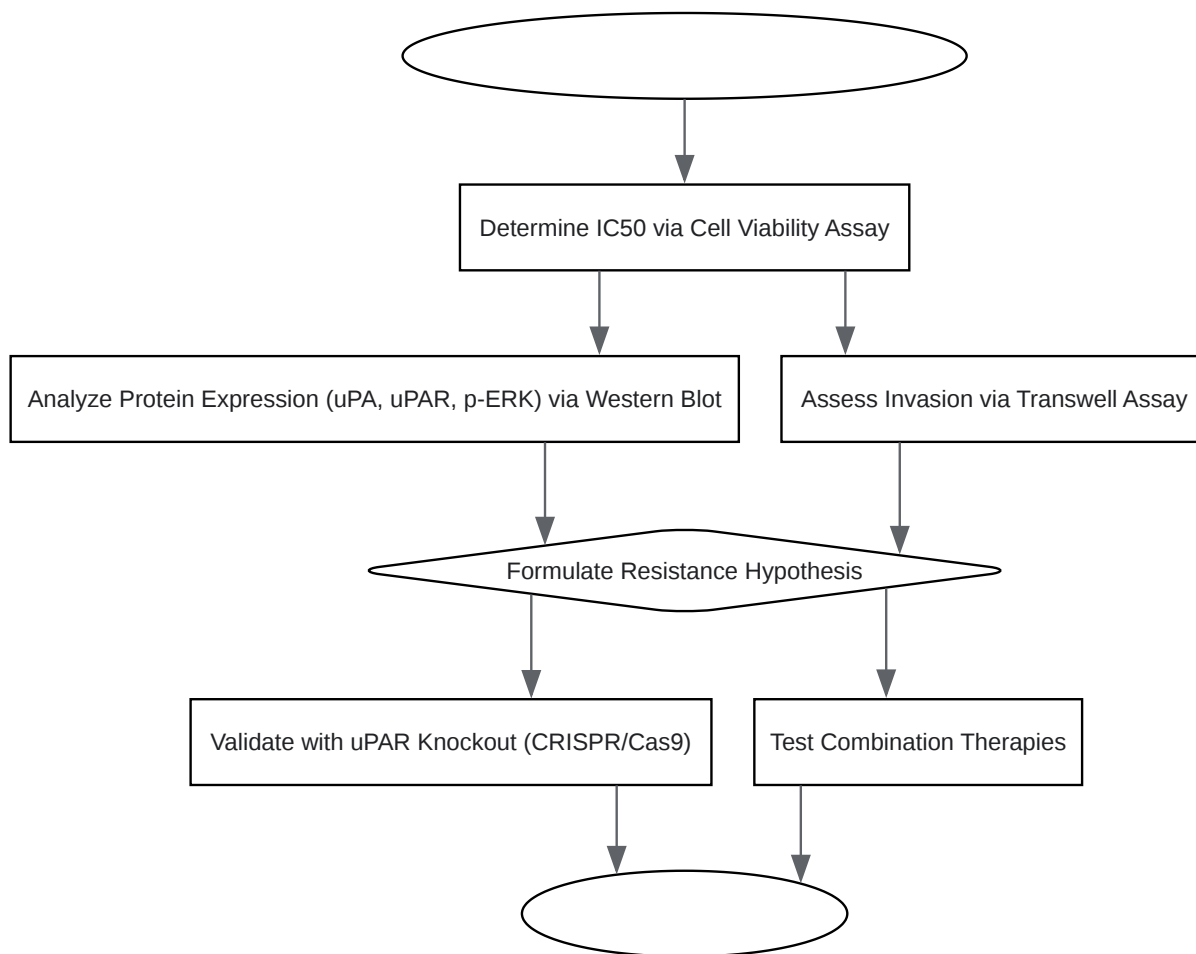 Determine IC50 via Cell Viability Assay
Analyze Protein Expression (uPA, uPAR, p-ERK) via Western Blot
Assess Invasion via Transwell Assay
Formulate Resistance Hypothesis
Validate with uPAR Knockout (CRISPR/Cas9)
Test Combination Therapies